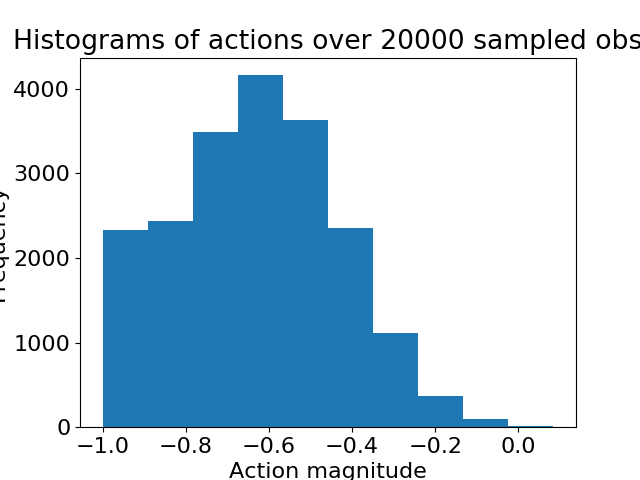 Histograms of actions over 20000 sampled obs
4000
3000
2000
1000
0
Frequency
−1.0 −0.8 −0.6 −0.4 −0.2 0.0
Action magnitude